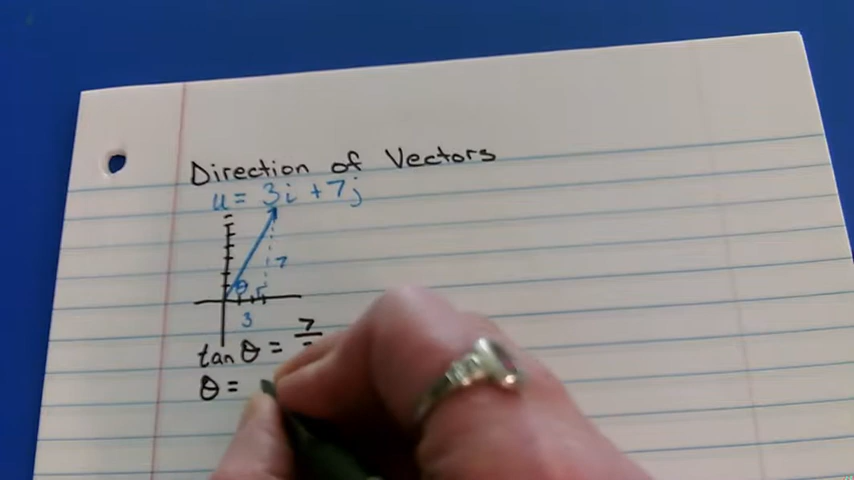 Direction of Vectors
u = 3i + 7j
7
θ
3
tan θ = 7
θ =